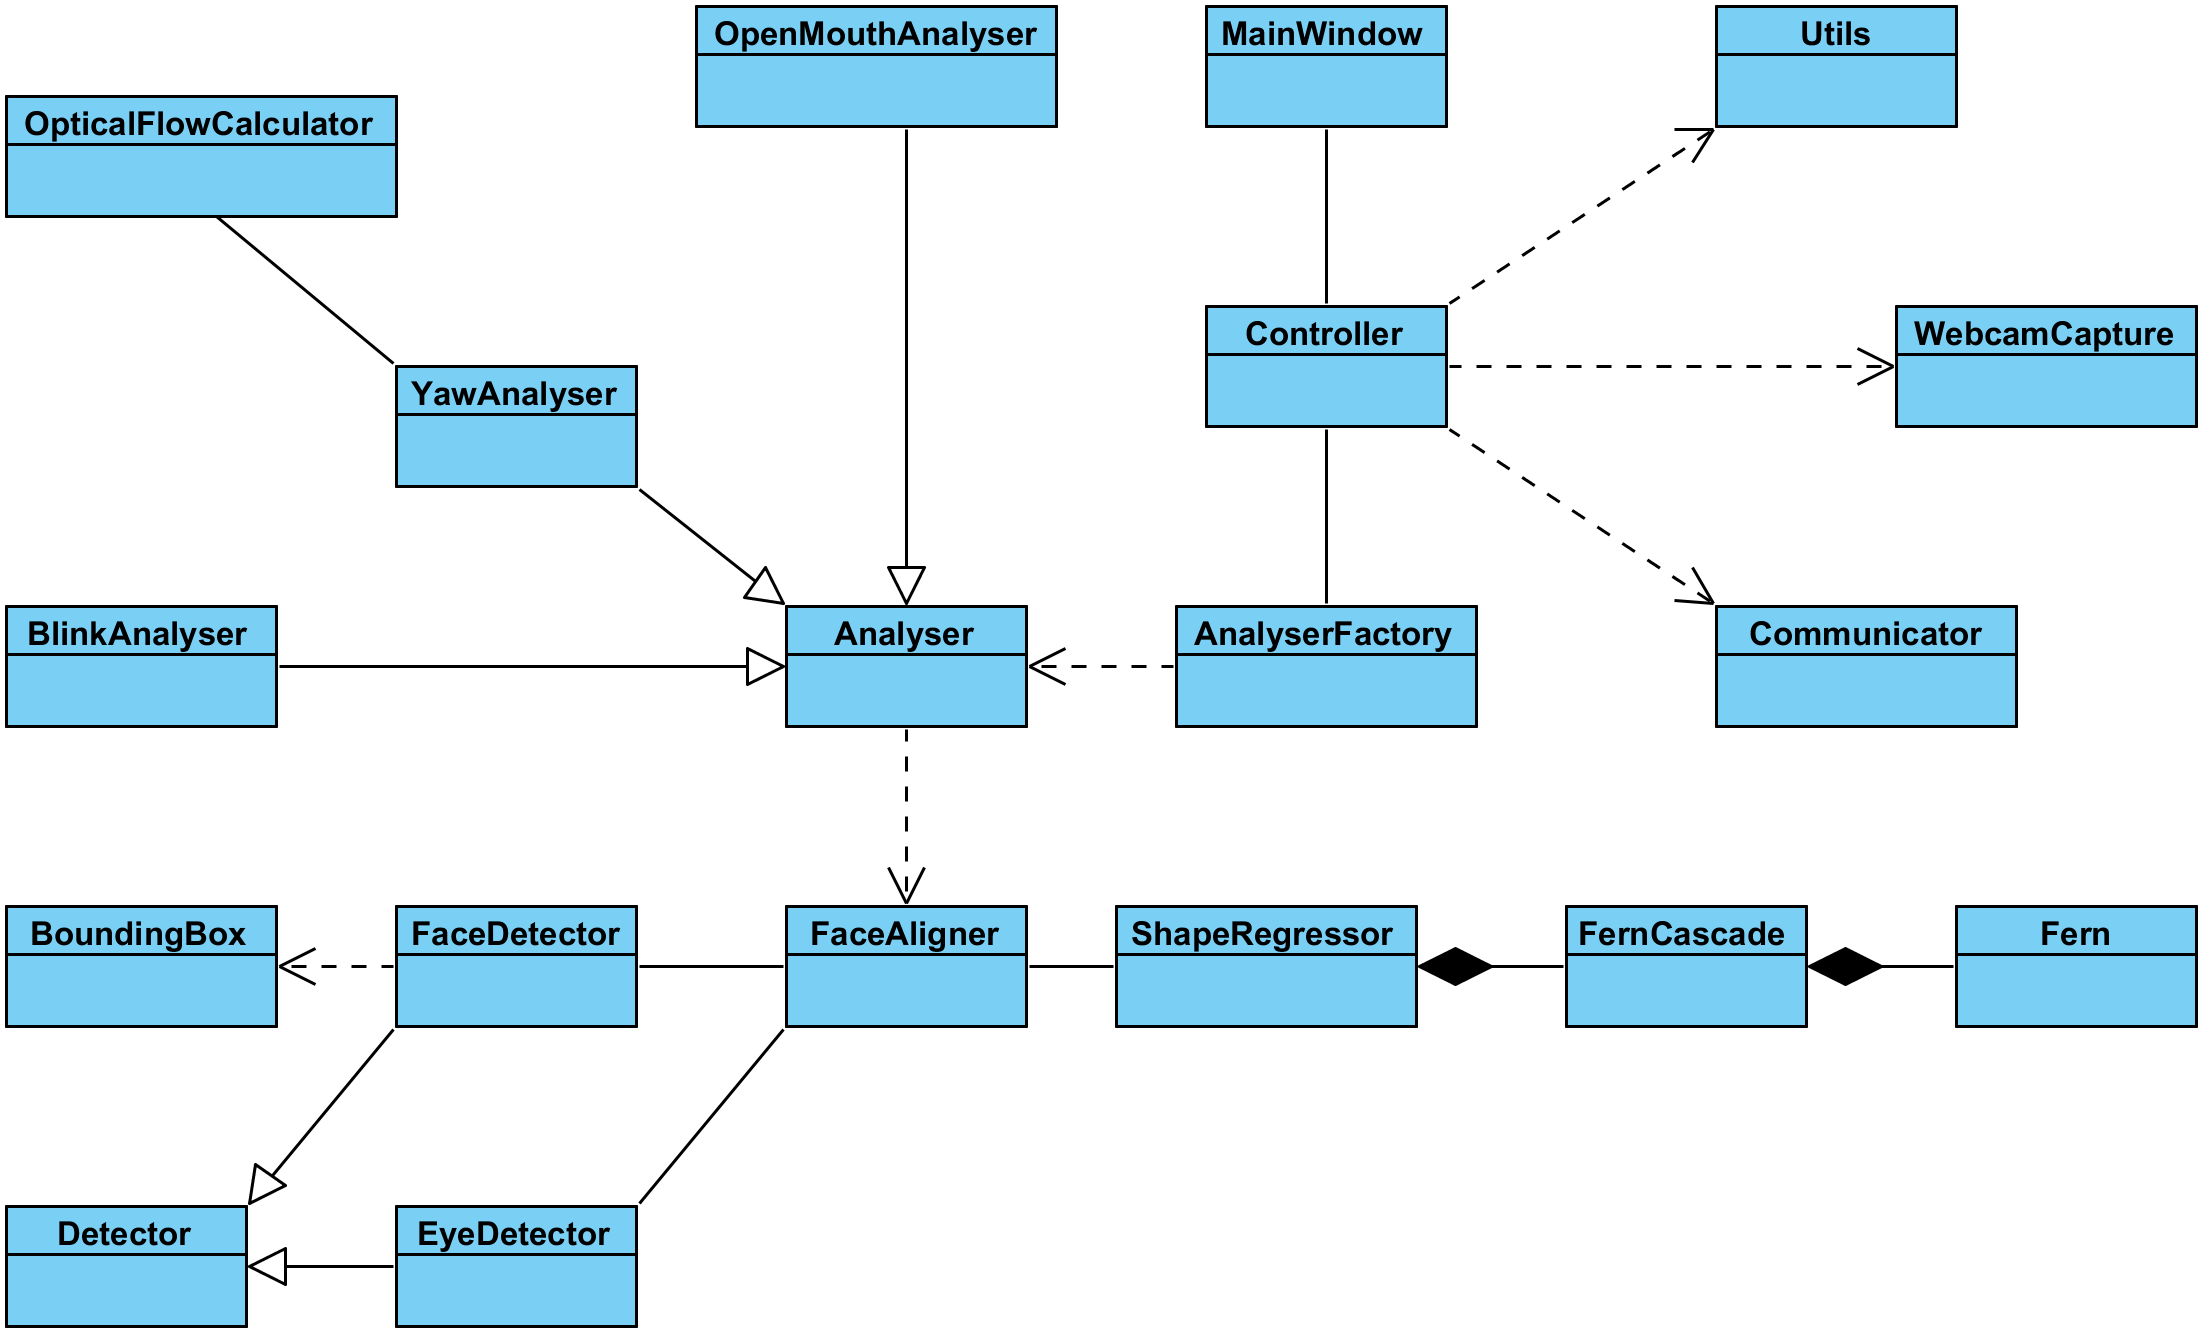 OpenMouthAnalyser
MainWindow
Utils
OpticalFlowCalculator
Controller
WebcamCapture
YawAnalyser
BlinkAnalyser
Analyser
AnalyserFactory
Communicator
BoundingBox
FaceDetector
FaceAligner
ShapeRegressor
FernCascade
Fern
Detector
EyeDetector